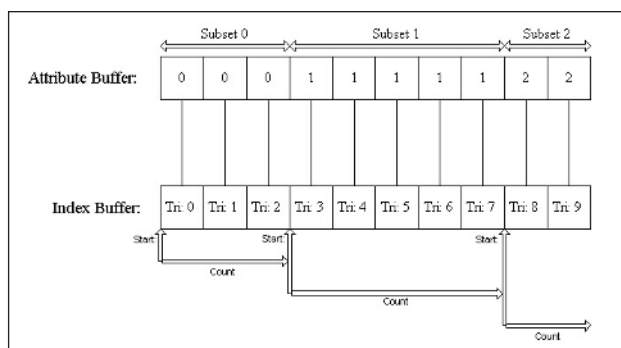 Subset 0 Subset 1 Subset 2
Attribute Buffer: 0 0 0 1 1 1 1 1 2 2
Index Buffer: Tri: 0 Tri: 1 Tri: 2 Tri: 3 Tri: 4 Tri: 5 Tri: 6 Tri: 7 Tri: 8 Tri: 9
Start: Start: Start:
Count
Count
Count